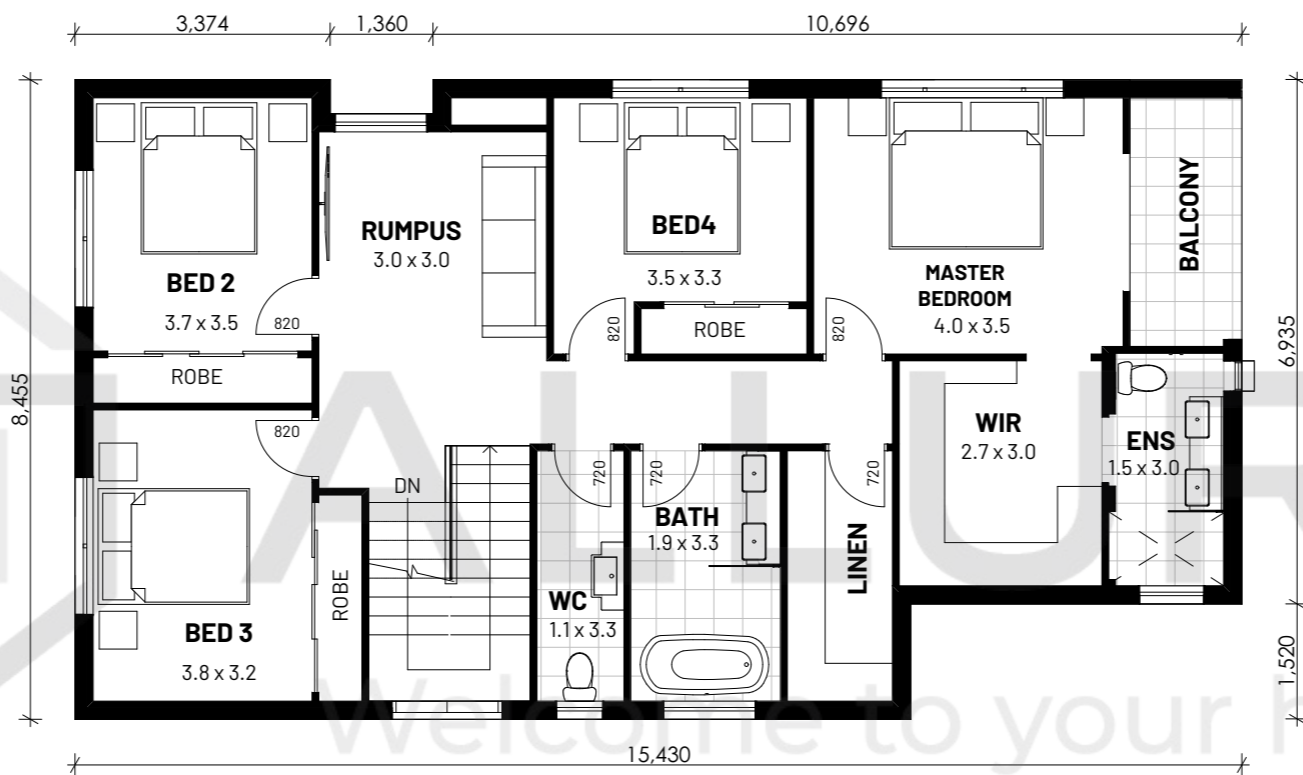 3,374
1,360
10,696
BED 2
3.7 x 3.5
820
ROBE
RUMPUS
3.0 x 3.0
BED4
3.5 x 3.3
820
ROBE
MASTER
BEDROOM
4.0 x 3.5
820
BALCONY
8,455
6,935
820
BED 3
3.8 x 3.2
ROBE
DN
WC
1.1 x 3.3
720
BATH
1.9 x 3.3
720
LINEN
720
WIR
2.7 x 3.0
ENS
1.5 x 3.0
1,520
15,430
ALLUR
Welcome to your h